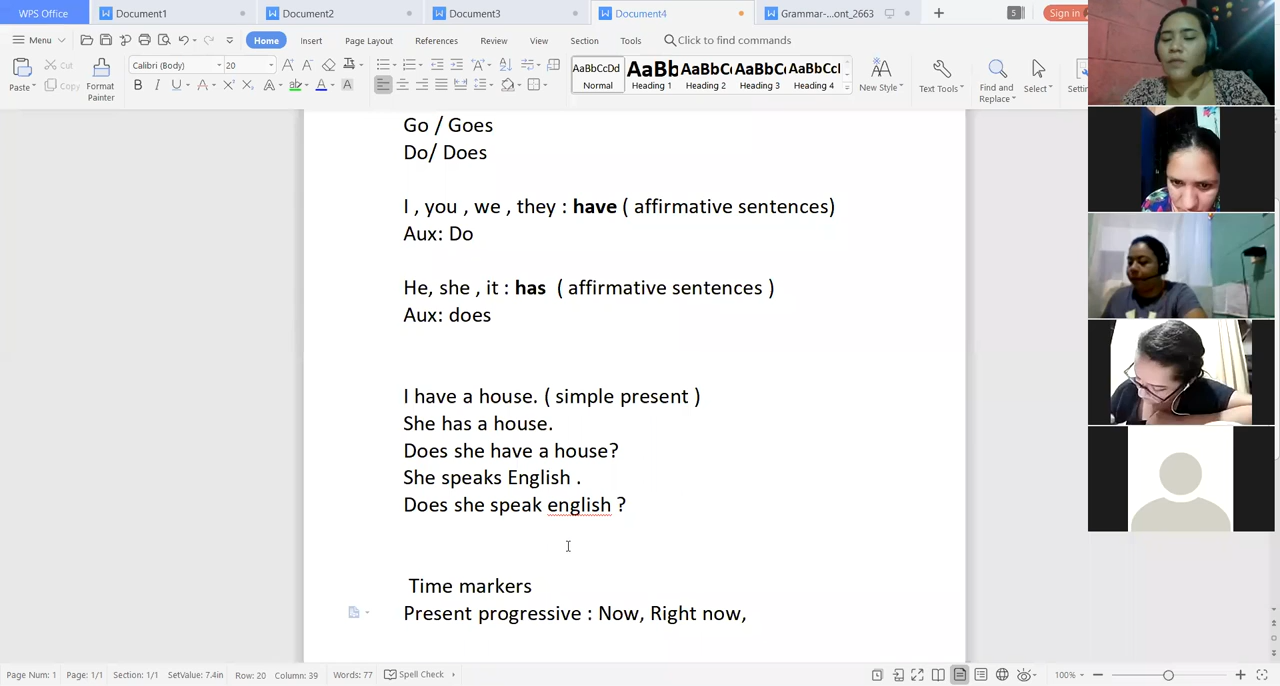 WPS Office Document1 Document2 Document3 Document4 Grammar-...ont_2663 S Sign in
Menu Home Insert Page Layout References Review View Section Tools Click to find commands
Paste Cut Copy Format Painter Calibri (Body) 20 AaBbCcDd Normal AaBb Heading 1 AaBbC Heading 2 AaBbC Heading 3 AaBbCcI Heading 4 New Style Text Tools Find and Replace Select
Go / Goes
Do/ Does
I , you , we , they : have ( affirmative sentences)
Aux: Do
He, she , it : has ( affirmative sentences )
Aux: does
I have a house. ( simple present )
She has a house.
Does she have a house?
She speaks English .
Does she speak english ?
Time markers
Present progressive : Now, Right now,
Page Num: 1 Page: 1/1 Section: 1/1 SetValue: 7.4in Row: 20 Column: 39 Words: 77 Spell Check 100%